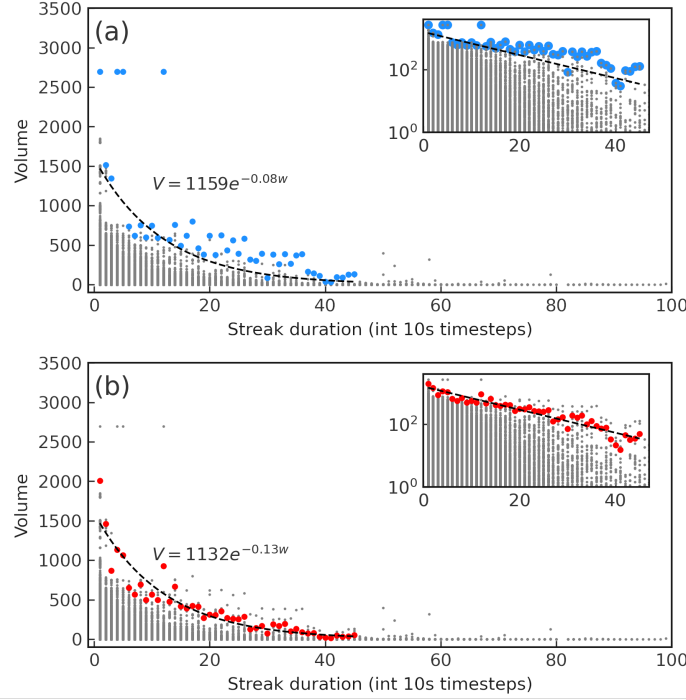 (a)
3500
3000
2500
2000
1500
1000
500
0
Volume
V = 1159e^{−0.08w}
10^2
10^0
0 20 40
0 20 40 60 80 100
Streak duration (int 10s timesteps)
(b)
3500
3000
2500
2000
1500
1000
500
0
Volume
V = 1132e^{−0.13w}
10^2
10^0
0 20 40
0 20 40 60 80 100
Streak duration (int 10s timesteps)